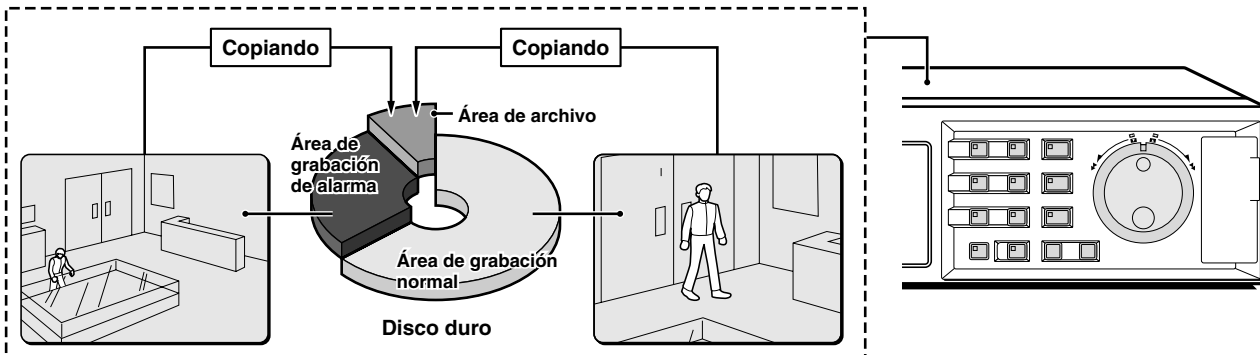 Copiando
Copiando
Área de archivo
Área de
grabación
de alarma
Área de grabación
normal
Disco duro